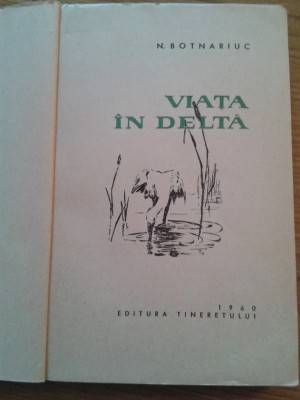 N. BOTNARIUC
VIAȚA
ÎN DELTĂ
1960
EDITURA TINERETULUI